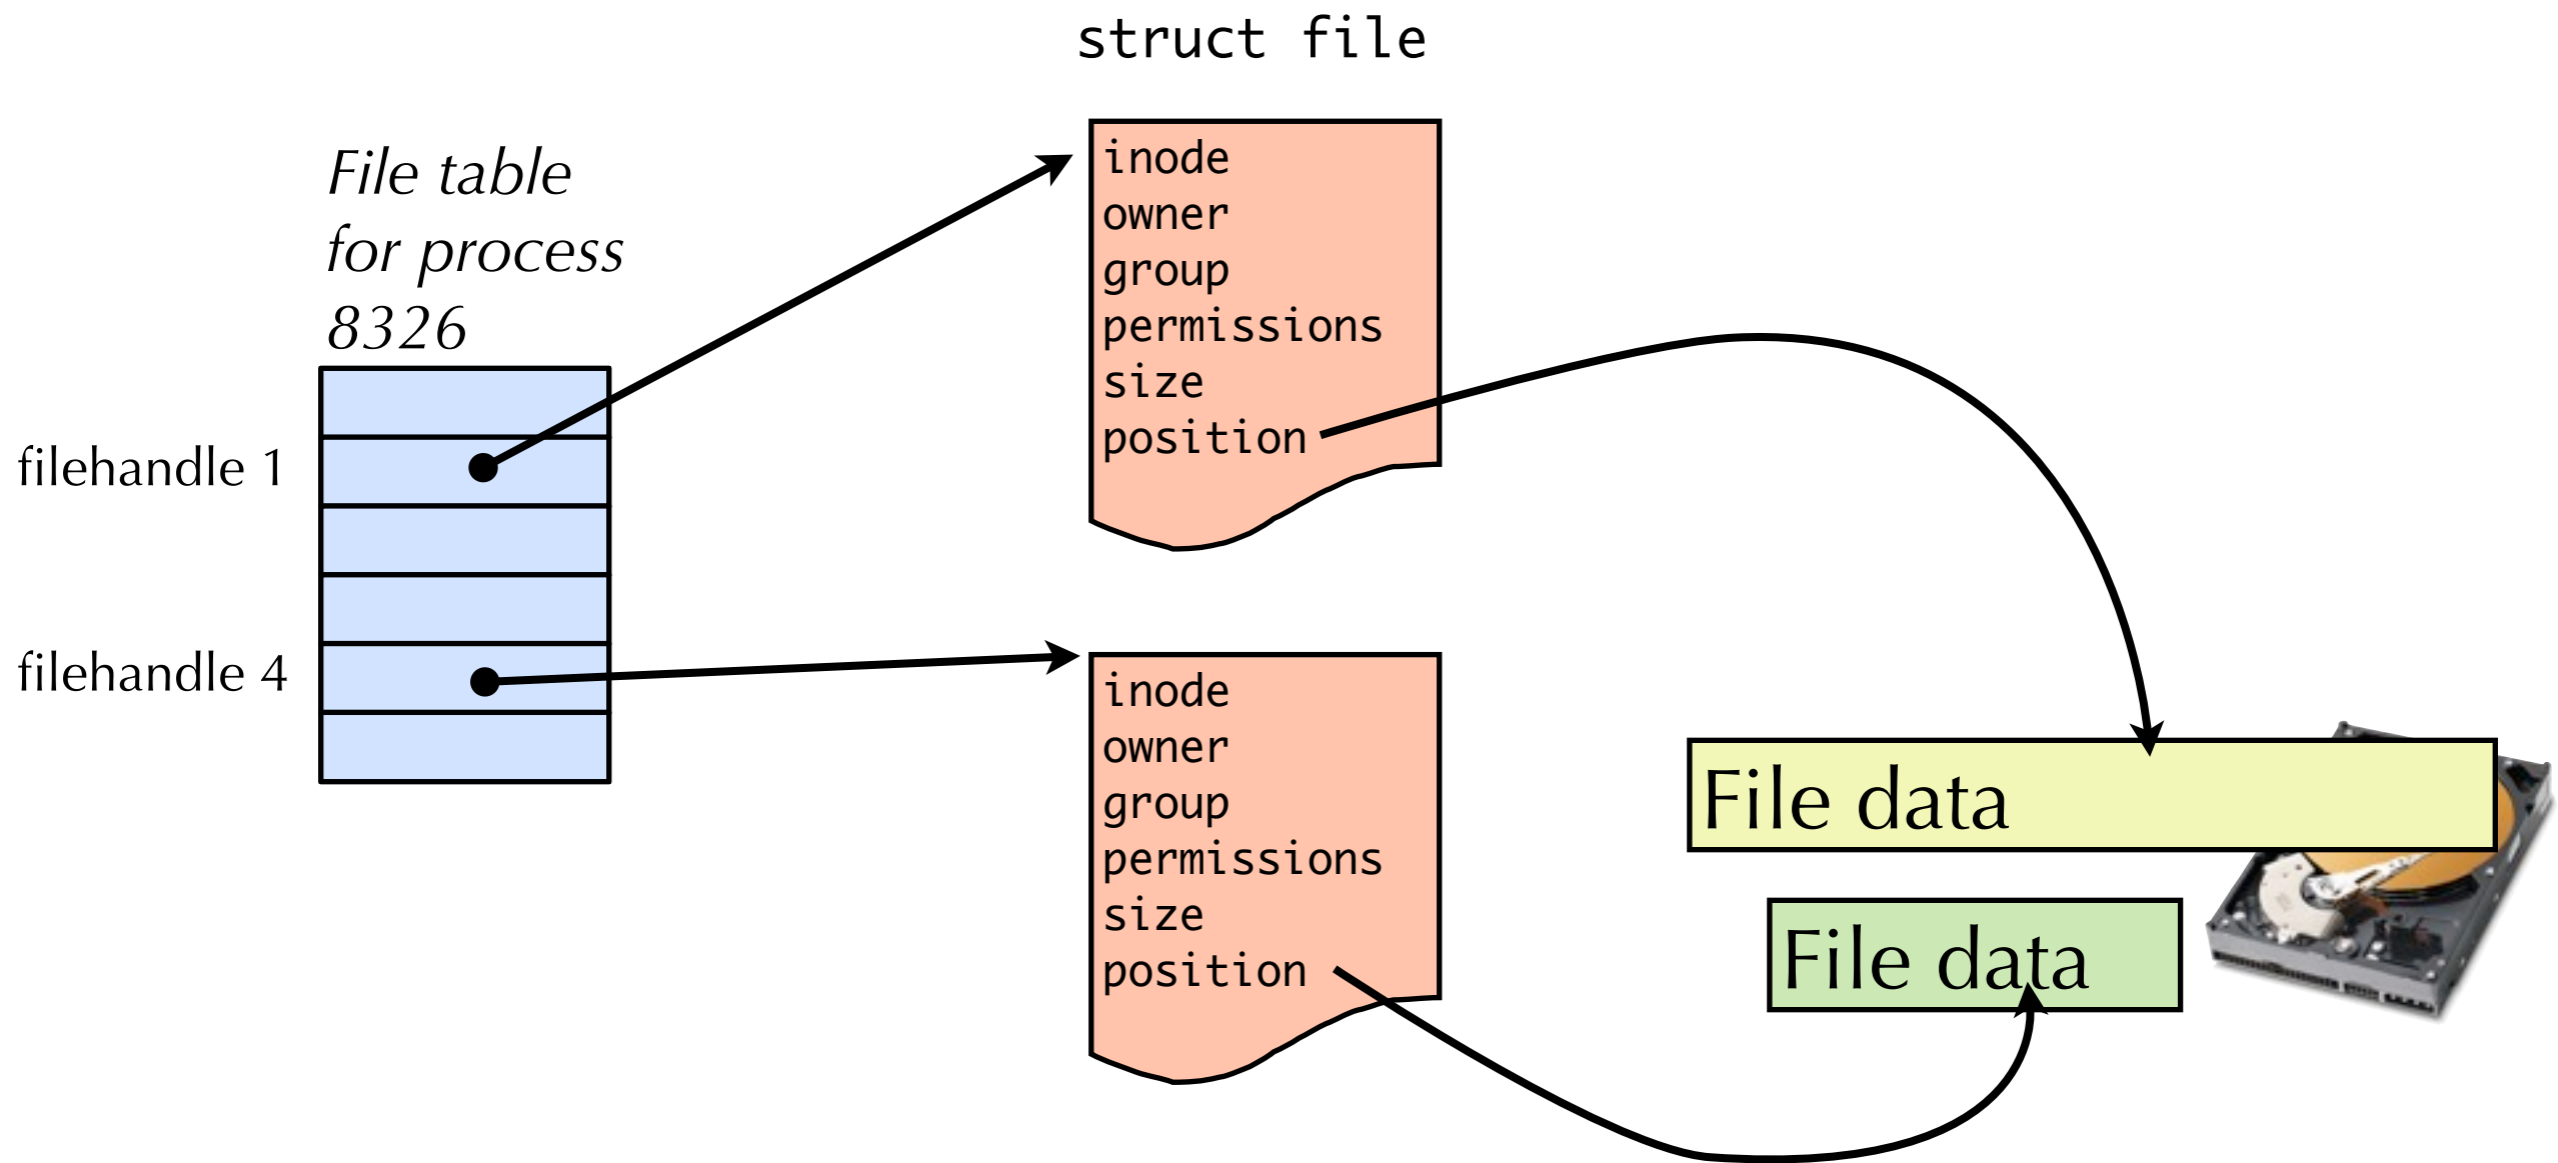 struct file
File table
for process
8326
filehandle 1
filehandle 4
inode
owner
group
permissions
size
position
inode
owner
group
permissions
size
position
File data
File data